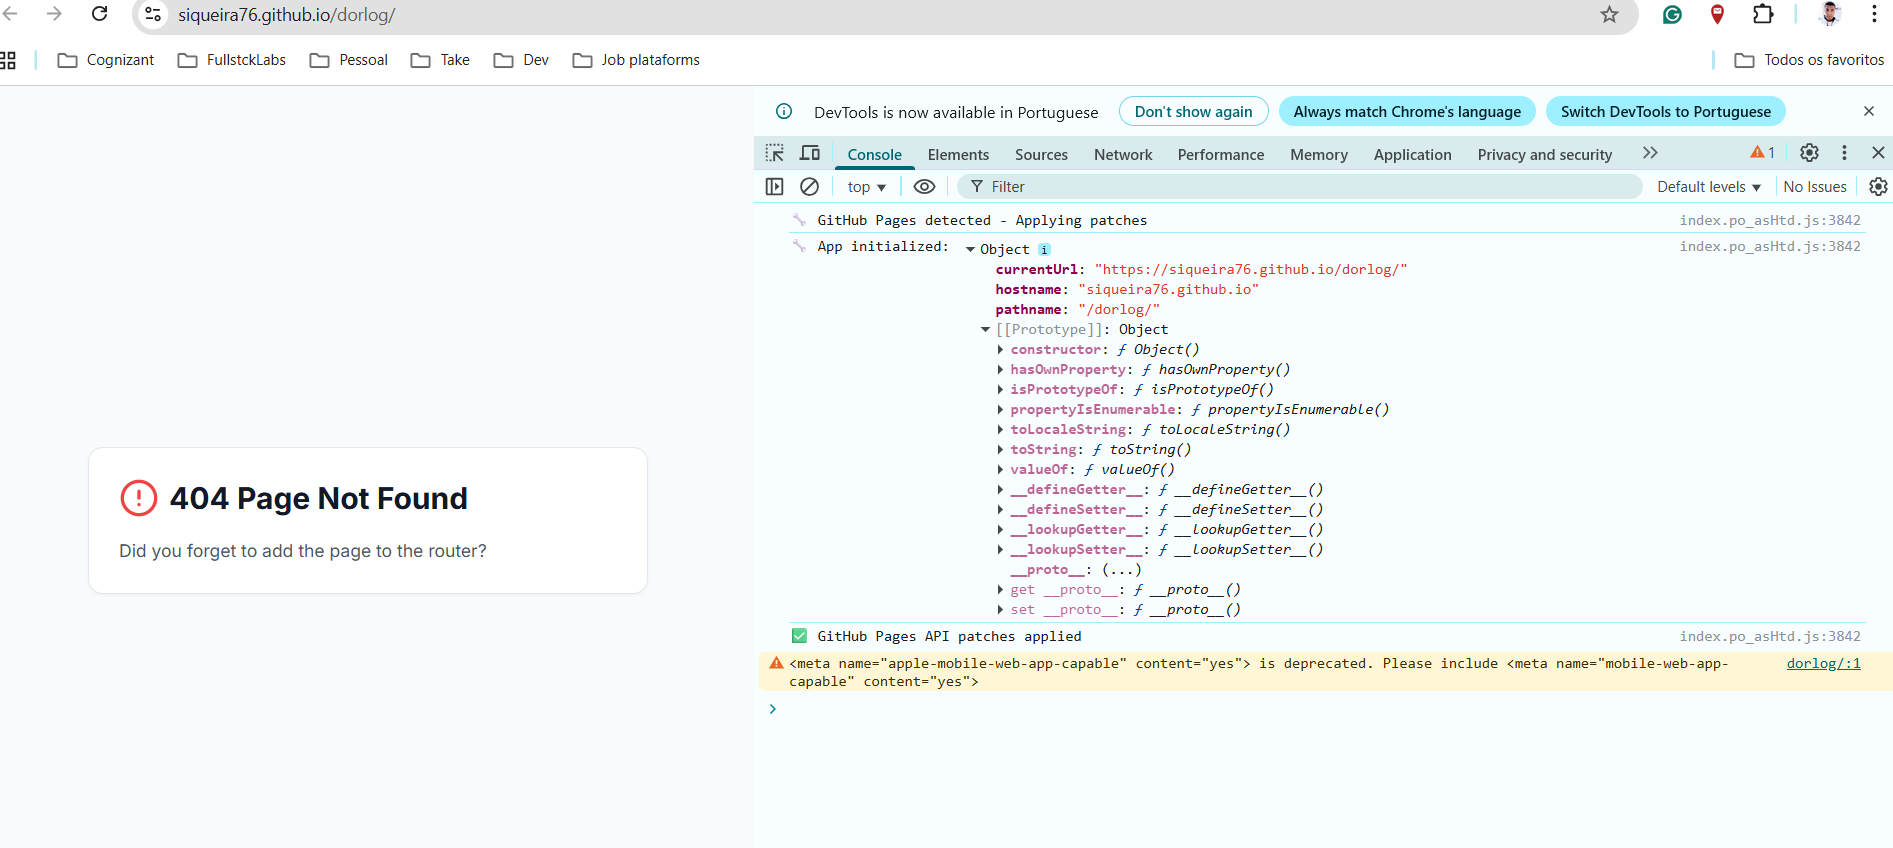 siqueira76.github.io/dorlog/
Cognizant
FullstckLabs
Pessoal
Take
Dev
Job plataforms
Todos os favoritos
DevTools is now available in Portuguese
Don't show again
Always match Chrome's language
Switch DevTools to Portuguese
Console
Elements
Sources
Network
Performance
Memory
Application
Privacy and security
1
top
Filter
Default levels
No Issues
GitHub Pages detected - Applying patches
index.po_asHtd.js:3842
App initialized:
Object i
index.po_asHtd.js:3842
currentUrl: "https://siqueira76.github.io/dorlog/"
hostname: "siqueira76.github.io"
pathname: "/dorlog/"
[[Prototype]]: Object
constructor: ƒ Object()
hasOwnProperty: ƒ hasOwnProperty()
isPrototypeOf: ƒ isPrototypeOf()
propertyIsEnumerable: ƒ propertyIsEnumerable()
toLocaleString: ƒ toLocaleString()
toString: ƒ toString()
valueOf: ƒ valueOf()
__defineGetter__: ƒ __defineGetter__()
__defineSetter__: ƒ __defineSetter__()
__lookupGetter__: ƒ __lookupGetter__()
__lookupSetter__: ƒ __lookupSetter__()
__proto__: (...)
get __proto__: ƒ __proto__()
set __proto__: ƒ __proto__()
GitHub Pages API patches applied
index.po_asHtd.js:3842
<meta name="apple-mobile-web-app-capable" content="yes"> is deprecated. Please include <meta name="mobile-web-app-
dorlog/:1
capable" content="yes">
404 Page Not Found
Did you forget to add the page to the router?